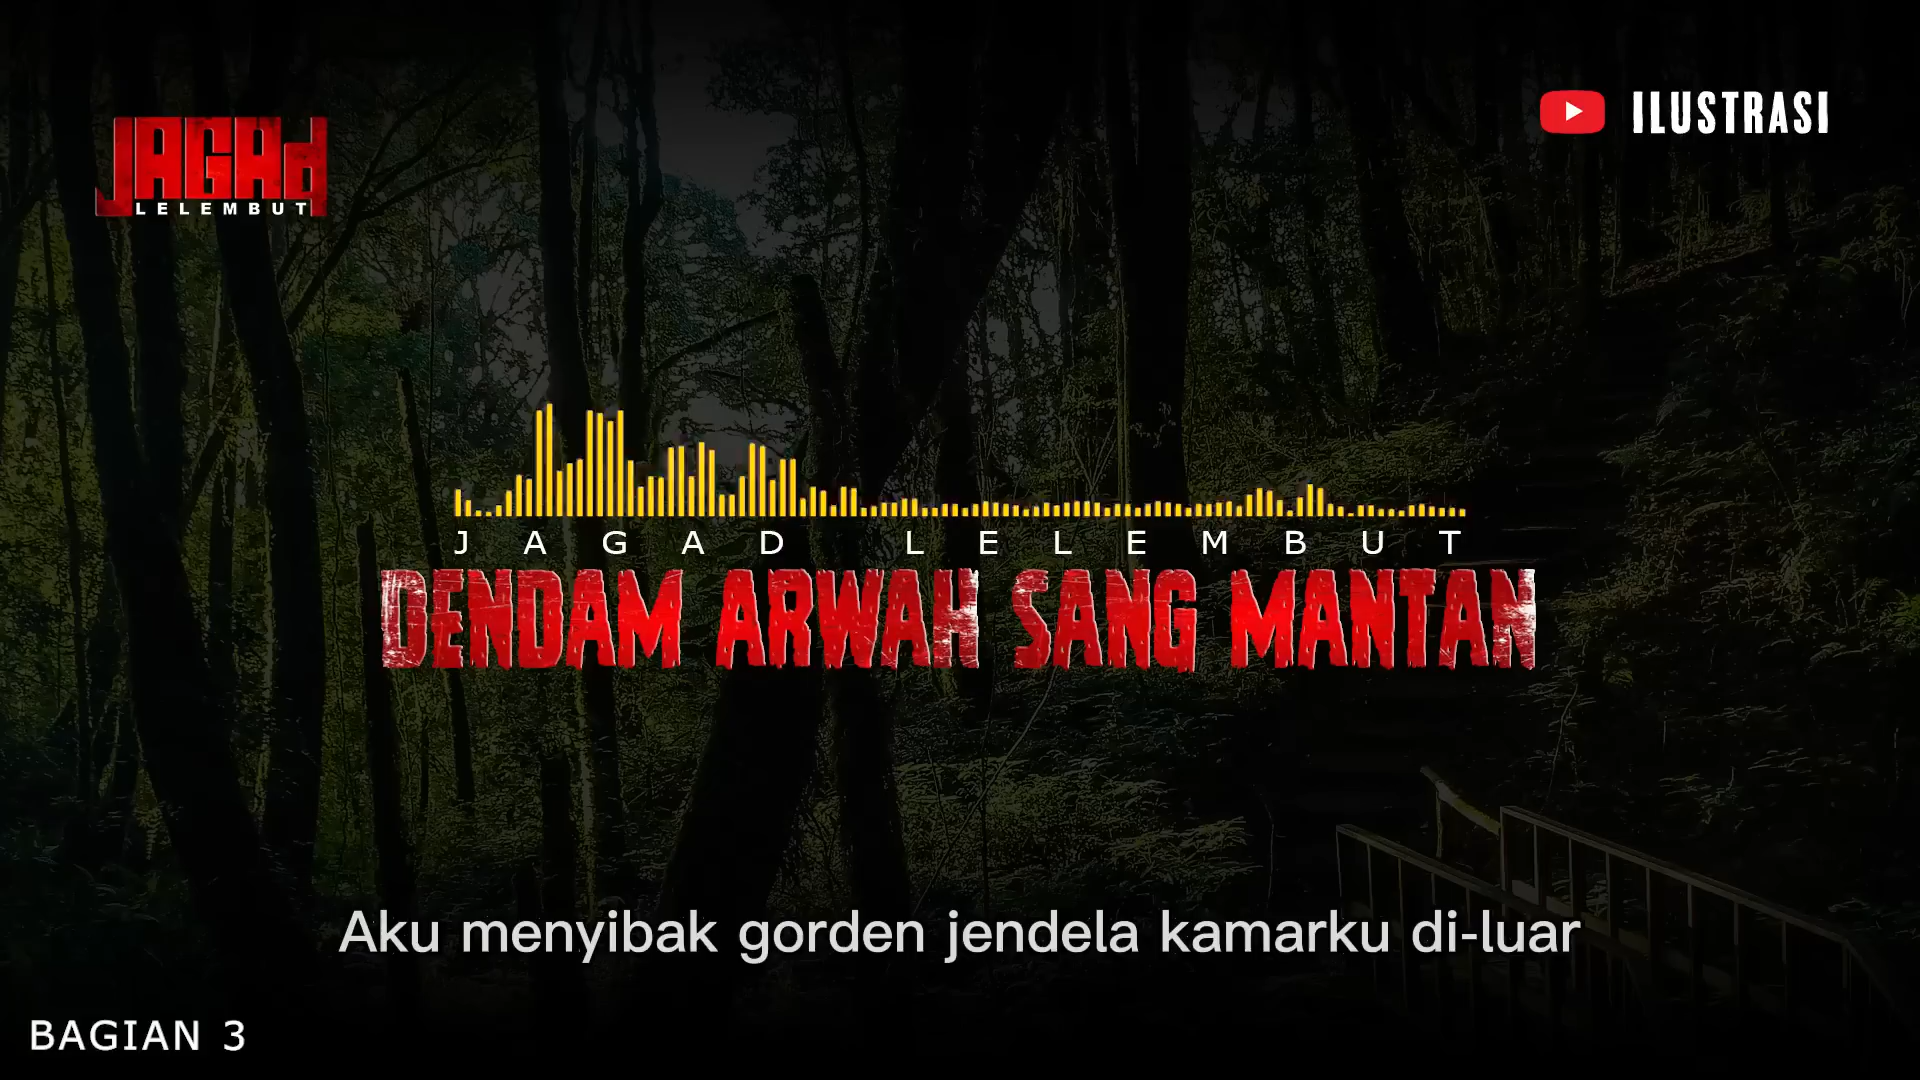 JAGAd
LELEMBUT
ILUSTRASI
JAGAD LELEMBUT
DENDAM ARWAH SANG MANTAN
Aku menyibak gorden jendela kamarku di-luar
BAGIAN 3